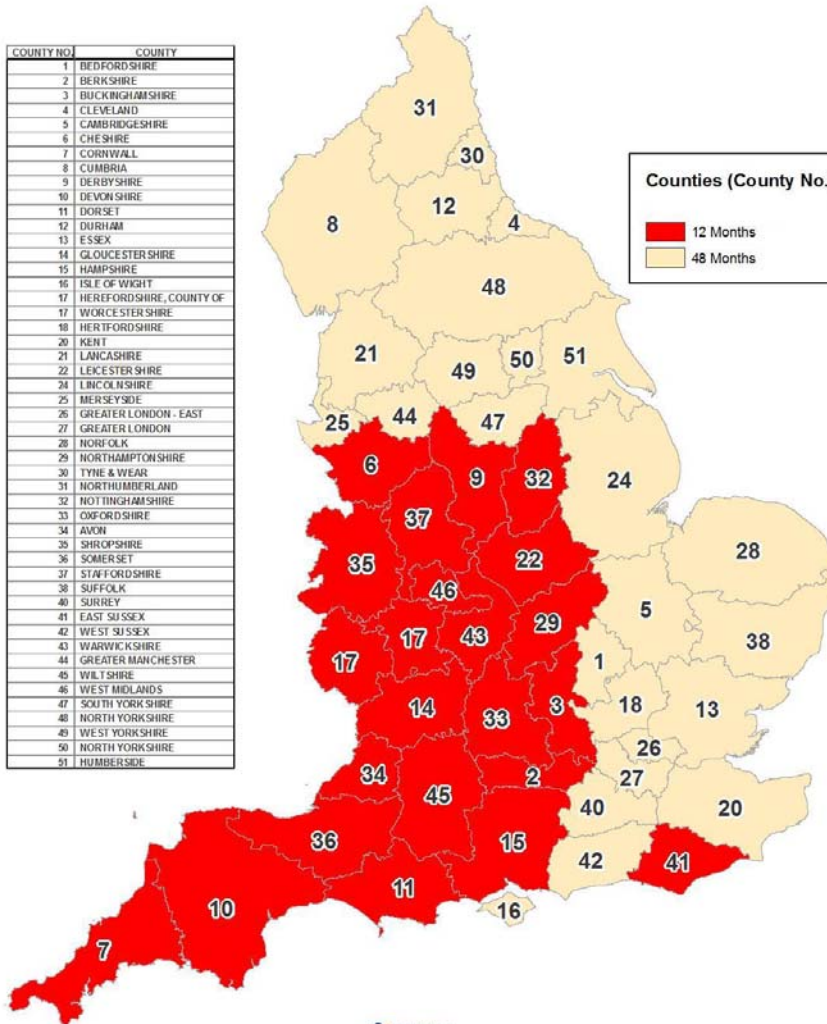 COUNTY NO. COUNTY
1 BEDFORDSHIRE
2 BERKSHIRE
3 BUCKINGHAMSHIRE
4 CLEVELAND
5 CAMBRIDGESHIRE
6 CHESHIRE
7 CORNWALL
8 CUMBRIA
9 DERBYSHIRE
10 DEVONSHIRE
11 DORSET
12 DURHAM
13 ESSEX
14 GLOUCESTERSHIRE
15 HAMPSHIRE
16 ISLE OF WIGHT
17 HEREFORDSHIRE, COUNTY OF
17 WORCESTERSHIRE
18 HERTFORDSHIRE
20 KENT
21 LANCASHIRE
22 LEICESTERSHIRE
24 LINCOLNSHIRE
25 MERSEYSIDE
26 GREATER LONDON - EAST
27 GREATER LONDON
28 NORFOLK
29 NORTHAMPTONSHIRE
30 TYNE & WEAR
31 NORTHUMBERLAND
32 NOTTINGHAMSHIRE
33 OXFORDSHIRE
34 AVON
35 SHROPSHIRE
36 SOMERSET
37 STAFFORDSHIRE
38 SUFFOLK
40 SURREY
41 EAST SUSSEX
42 WEST SUSSEX
43 WARWICKSHIRE
44 GREATER MANCHESTER
45 WILTSHIRE
46 WEST MIDLANDS
47 SOUTH YORKSHIRE
48 NORTH YORKSHIRE
49 WEST YORKSHIRE
50 NORTH YORKSHIRE
51 HUMBERSIDE
Counties (County No.
12 Months
48 Months
31
30
12
8
4
48
21
49
50
51
25
44
47
6
9
32
24
37
35
22
28
46
5
29
17
17
43
38
1
14
33
3
18
13
26
34
45
2
27
40
20
36
15
42
41
11
10
16
7